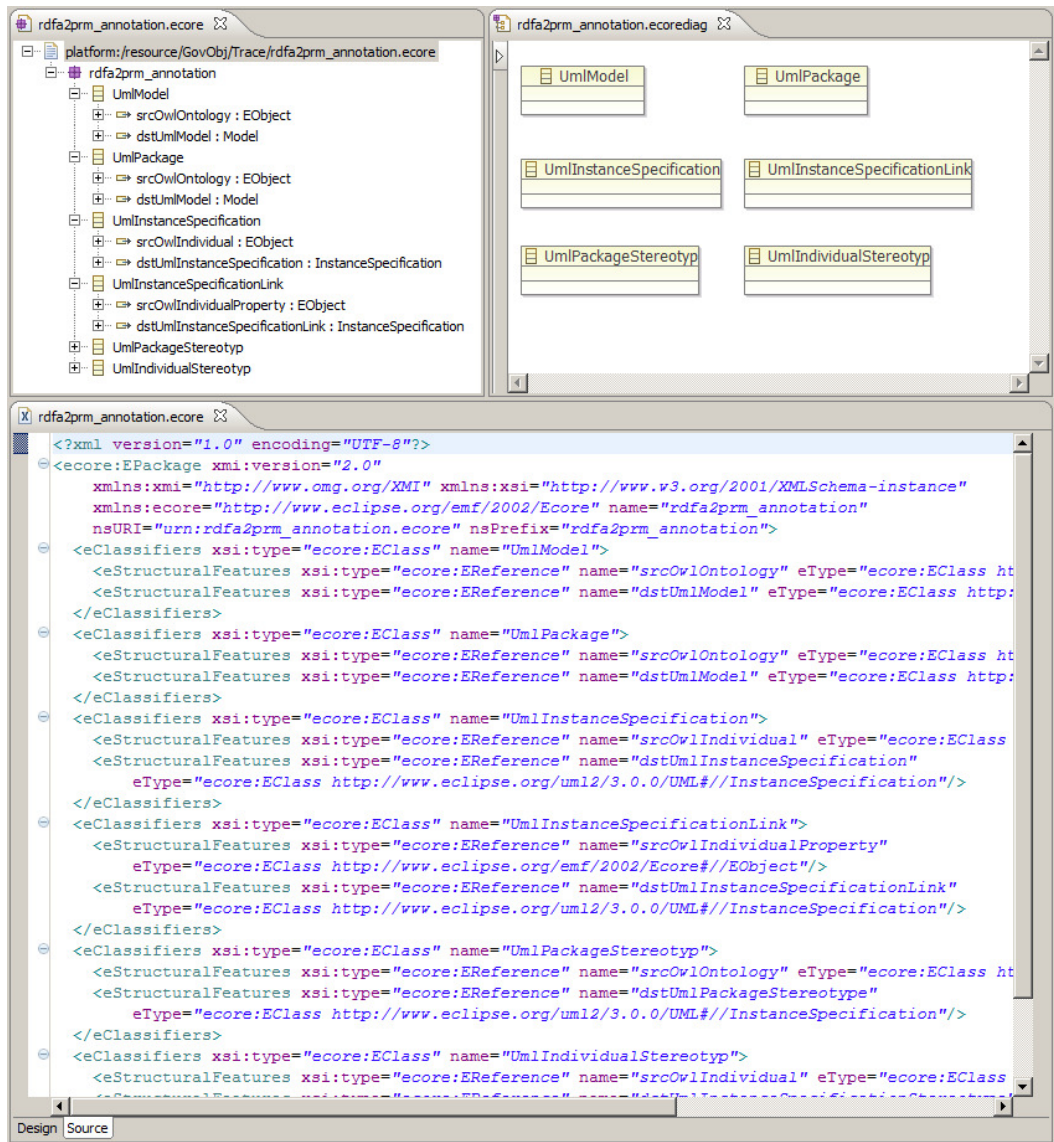 rdfa2prm_annotation.ecore
platform:/resource/GovObj/Trace/rdfa2prm_annotation.ecore
rdfa2prm_annotation
UmlModel
srcOwlOntology : EObject
dstUmlModel : Model
UmlPackage
srcOwlOntology : EObject
dstUmlModel : Model
UmlInstanceSpecification
srcOwlIndividual : EObject
dstUmlInstanceSpecification : InstanceSpecification
UmlInstanceSpecificationLink
srcOwlIndividualProperty : EObject
dstUmlInstanceSpecificationLink : InstanceSpecification
UmlPackageStereotyp
UmlIndividualStereotyp
rdfa2prm_annotation.ecorediag
UmlModel UmlPackage
UmlInstanceSpecification UmlInstanceSpecificationLink
UmlPackageStereotyp UmlIndividualStereotyp
rdfa2prm_annotation.ecore
<?xml version="1.0" encoding="UTF-8"?>
<ecore:EPackage xmi:version="2.0"
xmlns:xmi="http://www.omg.org/XMI" xmlns:xsi="http://www.w3.org/2001/XMLSchema-instance"
xmlns:ecore="http://www.eclipse.org/emf/2002/Ecore" name="rdfa2prm_annotation"
nsURI="urn:rdfa2prm_annotation.ecore" nsPrefix="rdfa2prm_annotation">
<eClassifiers xsi:type="ecore:EClass" name="UmlModel">
<eStructuralFeatures xsi:type="ecore:EReference" name="srcOwlOntology" eType="ecore:EClass ht
<eStructuralFeatures xsi:type="ecore:EReference" name="dstUmlModel" eType="ecore:EClass http:
</eClassifiers>
<eClassifiers xsi:type="ecore:EClass" name="UmlPackage">
<eStructuralFeatures xsi:type="ecore:EReference" name="srcOwlOntology" eType="ecore:EClass ht
<eStructuralFeatures xsi:type="ecore:EReference" name="dstUmlModel" eType="ecore:EClass http:
</eClassifiers>
<eClassifiers xsi:type="ecore:EClass" name="UmlInstanceSpecification">
<eStructuralFeatures xsi:type="ecore:EReference" name="srcOwlIndividual" eType="ecore:EClass
<eStructuralFeatures xsi:type="ecore:EReference" name="dstUmlInstanceSpecification"
eType="ecore:EClass http://www.eclipse.org/uml2/3.0.0/UML#//InstanceSpecification"/>
</eClassifiers>
<eClassifiers xsi:type="ecore:EClass" name="UmlInstanceSpecificationLink">
<eStructuralFeatures xsi:type="ecore:EReference" name="srcOwlIndividualProperty"
eType="ecore:EClass http://www.eclipse.org/emf/2002/Ecore#//EObject"/>
<eStructuralFeatures xsi:type="ecore:EReference" name="dstUmlInstanceSpecificationLink"
eType="ecore:EClass http://www.eclipse.org/uml2/3.0.0/UML#//InstanceSpecification"/>
</eClassifiers>
<eClassifiers xsi:type="ecore:EClass" name="UmlPackageStereotyp">
<eStructuralFeatures xsi:type="ecore:EReference" name="srcOwlOntology" eType="ecore:EClass ht
<eStructuralFeatures xsi:type="ecore:EReference" name="dstUmlPackageStereotype"
eType="ecore:EClass http://www.eclipse.org/uml2/3.0.0/UML#//InstanceSpecification"/>
</eClassifiers>
<eClassifiers xsi:type="ecore:EClass" name="UmlIndividualStereotyp">
<eStructuralFeatures xsi:type="ecore:EReference" name="srcOwlIndividual" eType="ecore:EClass
Design Source